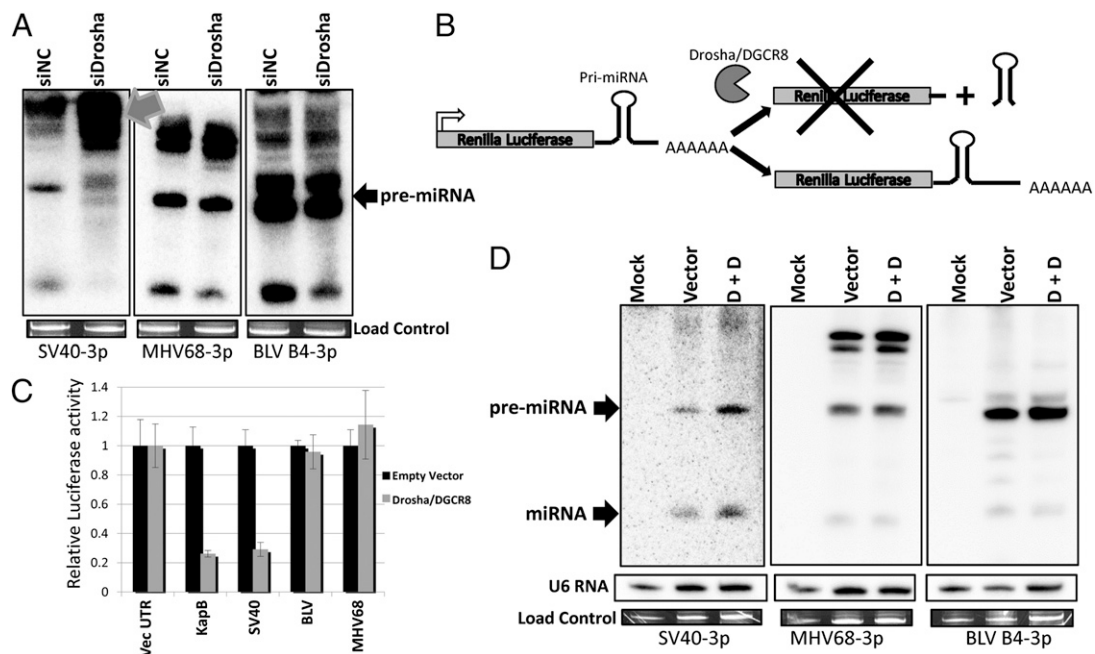 A
siNC
siDrosha
siNC
siDrosha
siNC
siDrosha
pre-miRNA
Load Control
SV40-3p
MHV68-3p
BLV B4-3p
B
Drosha/DGCR8
Pri-miRNA
Renilla Luciferase
AAAAAA
Renilla Luciferase
+
Renilla Luciferase
AAAAAA
C
Relative Luciferase activity
1.4
1.2
1
0.8
0.6
0.4
0.2
0
Empty Vector
Drosha/DGCR8
Vec UTR
KapB
SV40
BLV
MHV68
D
Mock
Vector
D + D
Mock
Vector
D + D
Mock
Vector
D + D
pre-miRNA
miRNA
U6 RNA
Load Control
SV40-3p
MHV68-3p
BLV B4-3p